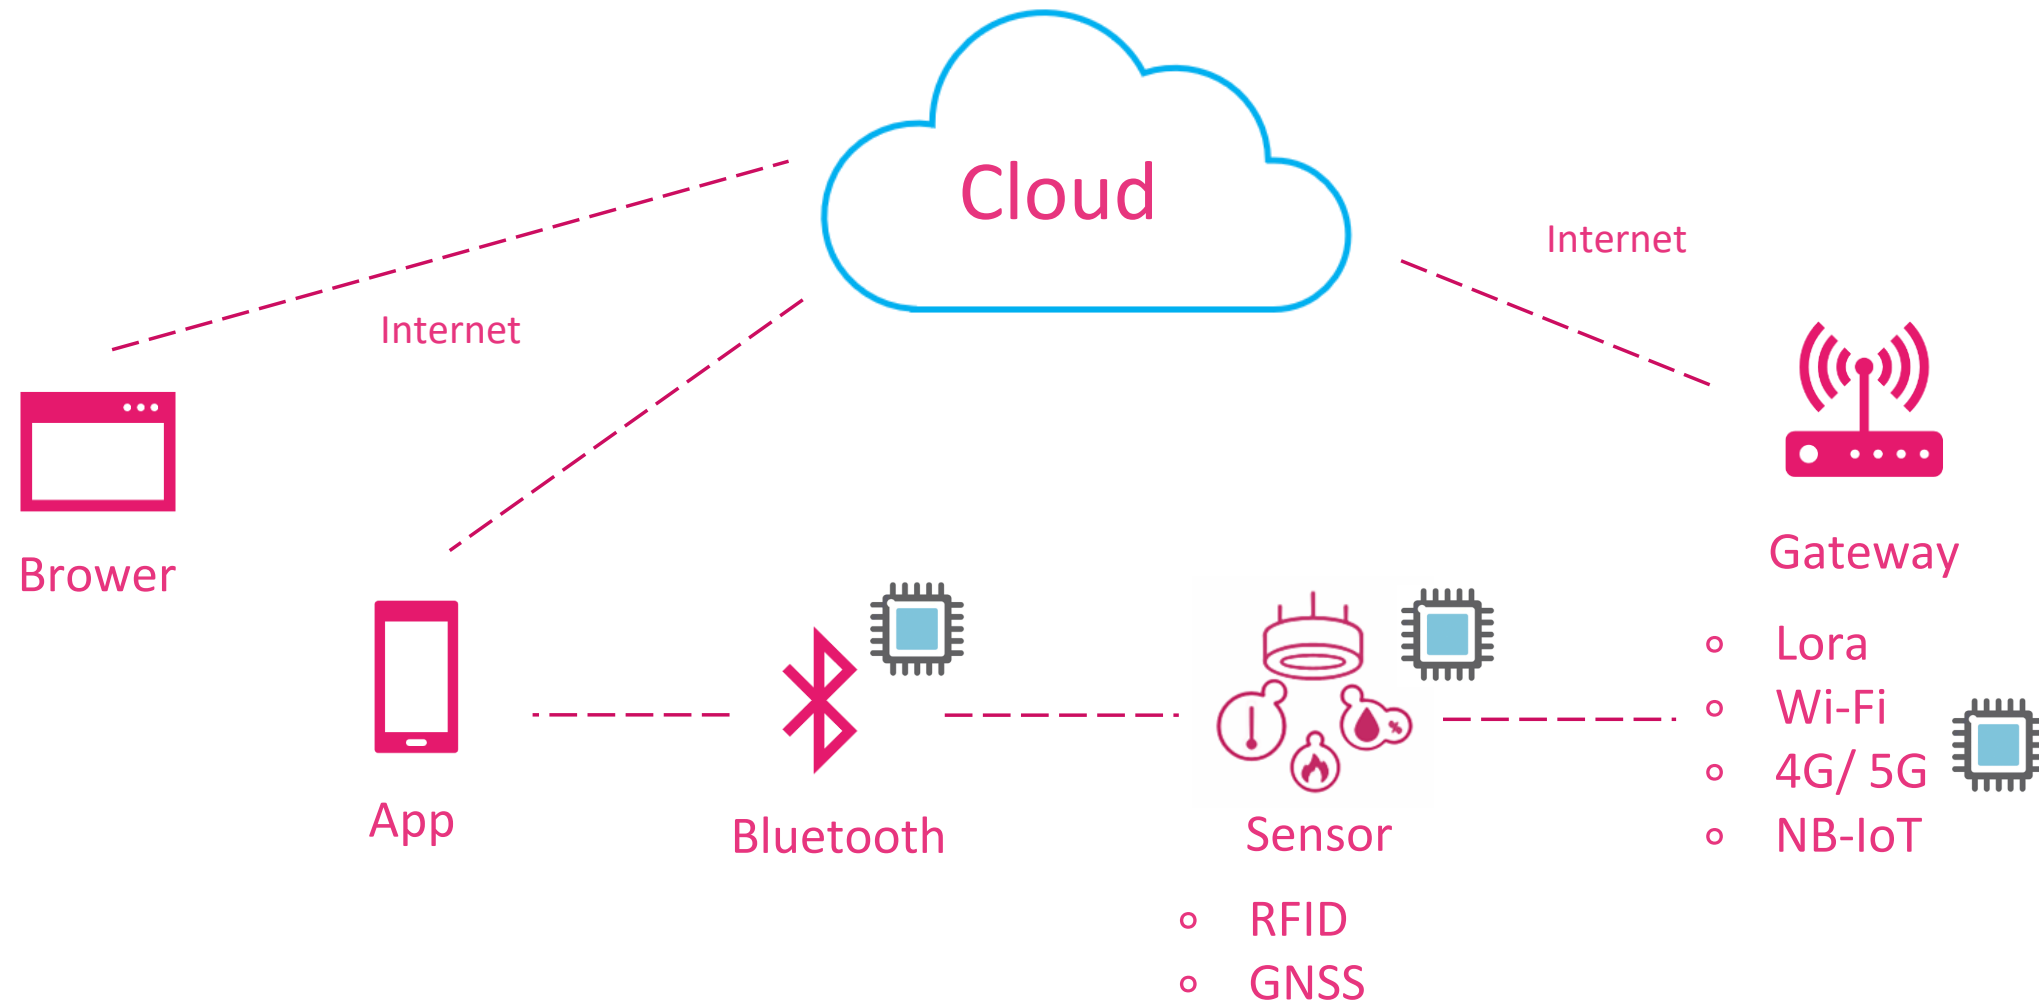 Cloud
Internet
Internet
Brower
Gateway
App
Bluetooth
Sensor
Lora
Wi-Fi
4G/ 5G
NB-IoT
RFID
GNSS